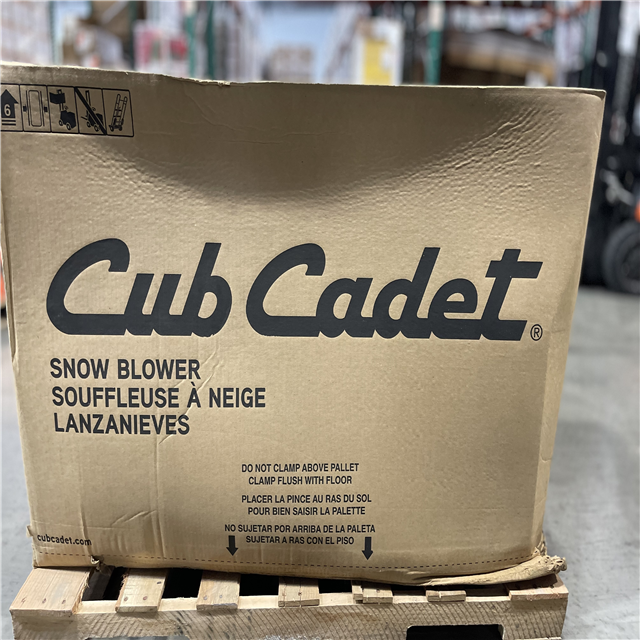 6
Cub Cadet®
SNOW BLOWER
SOUFFLEUSE À NEIGE
LANZANIEVES
DO NOT CLAMP ABOVE PALLET
CLAMP FLUSH WITH FLOOR
PLACER LA PINCE AU RAS DU SOL
POUR BIEN SAISIR LA PALETTE
NO SUJETAR POR ARRIBA DE LA PALETA
SUJETAR A RAS CON EL PISO
cubcadet.com